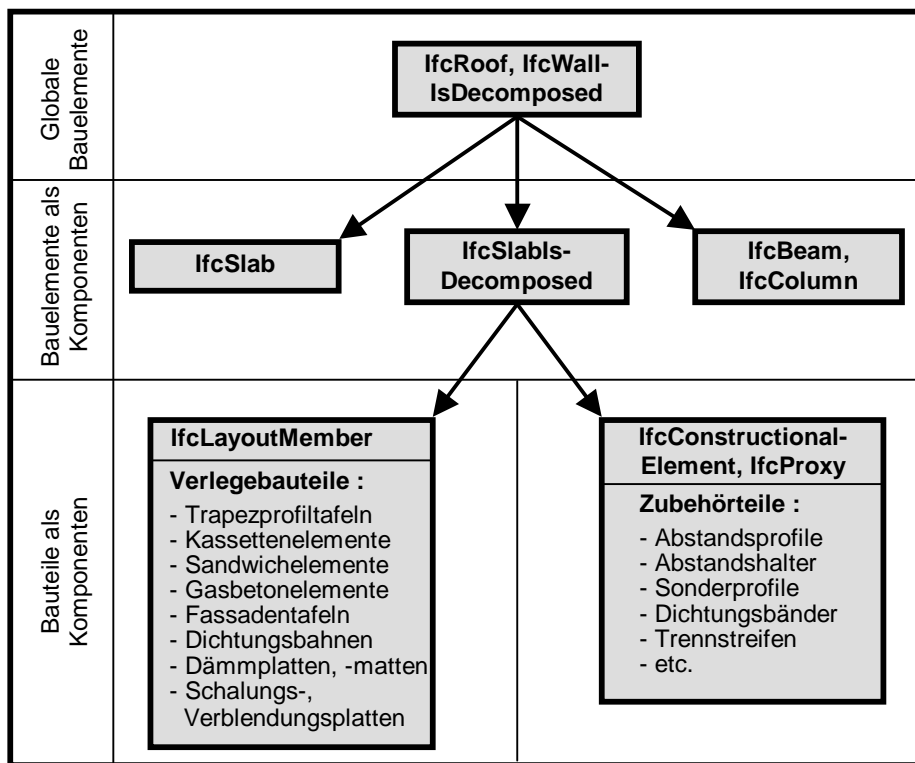 Globale
Bauelemente
IfcRoof, IfcWall-
IsDecomposed
Bauelemente als
Komponenten
IfcSlab
IfcSlabIs-
Decomposed
IfcBeam,
IfcColumn
Bauteile als
Komponenten
IfcLayoutMember
Verlegebauteile :
- Trapezprofiltafeln
- Kassettenelemente
- Sandwichelemente
- Gasbetonelemente
- Fassadentafeln
- Dichtungsbahnen
- Dämmplatten, -matten
- Schalungs-,
Verblendungsplatten
IfcConstructional-
Element, IfcProxy
Zubehörteile :
- Abstandsprofile
- Abstandshalter
- Sonderprofile
- Dichtungsbänder
- Trennstreifen
- etc.